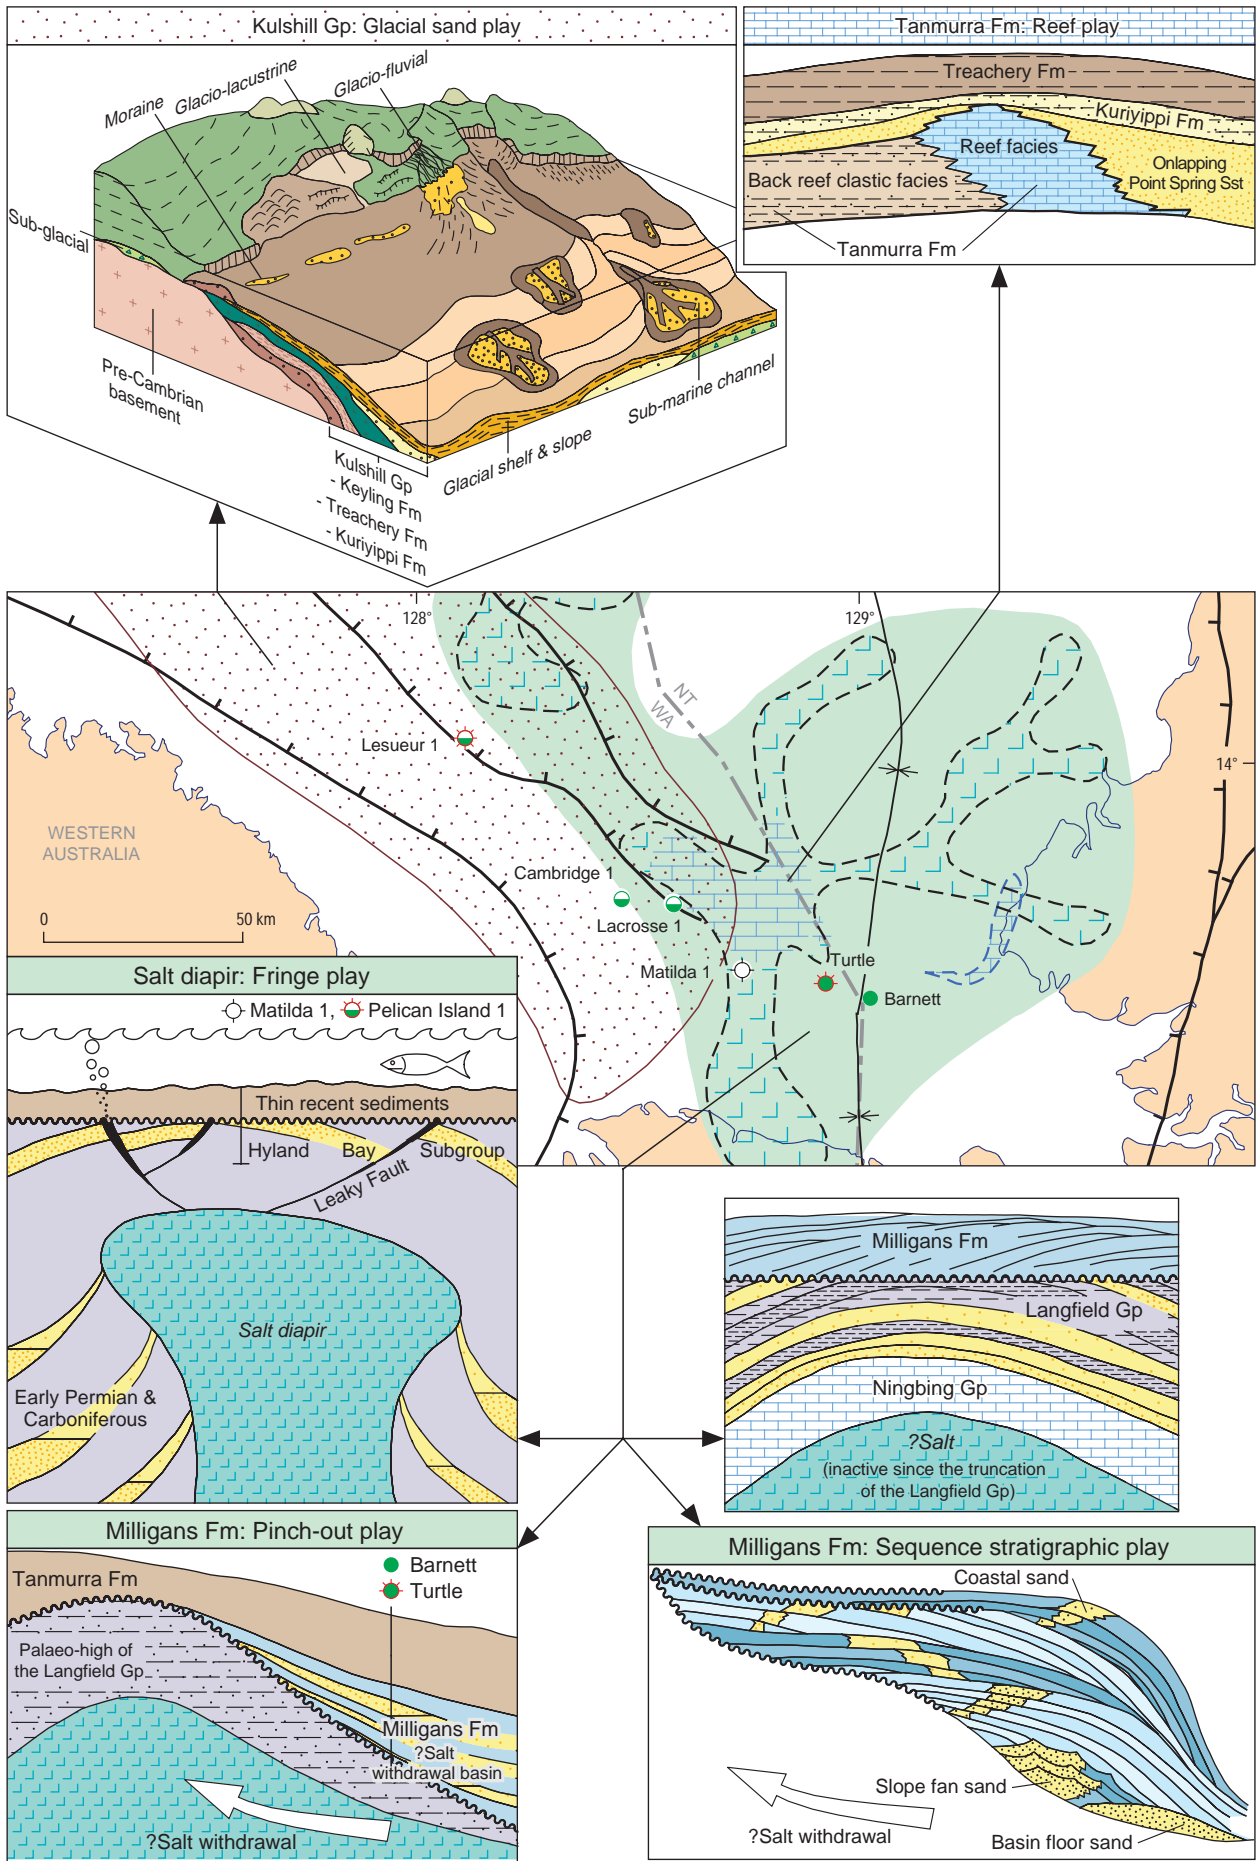 Kulshill Gp: Glacial sand play
Moraine
Glacio-lacustrine
Glacio-fluvial
Sub-glacial
Pre-Cambrian
basement
Kulshill Gp
- Keyling Fm
- Treachery Fm
- Kuriyippi Fm
Glacial shelf & slope
Sub-marine channel
Tanmurra Fm: Reef play
Treachery Fm
Kuriyippi Fm
Reef facies
Onlapping
Point Spring Sst
Back reef clastic facies
Tanmurra Fm
128°
129°
14°
NT
WA
Lesueur 1
WESTERN
AUSTRALIA
Cambridge 1
Lacrosse 1
0
50 km
Matilda 1
Turtle
Barnett
Salt diapir: Fringe play
Matilda 1,
Pelican Island 1
Thin recent sediments
Hyland Bay Subgroup
Leaky Fault
Salt diapir
Early Permian &
Carboniferous
Milligans Fm
Langfield Gp
Ningbing Gp
?Salt
(inactive since the truncation
of the Langfield Gp)
Milligans Fm: Pinch-out play
Barnett
Turtle
Tanmurra Fm
Palaeo-high of
the Langfield Gp
Milligans Fm
?Salt
withdrawal basin
?Salt withdrawal
Milligans Fm: Sequence stratigraphic play
Coastal sand
Slope fan sand
?Salt withdrawal
Basin floor sand